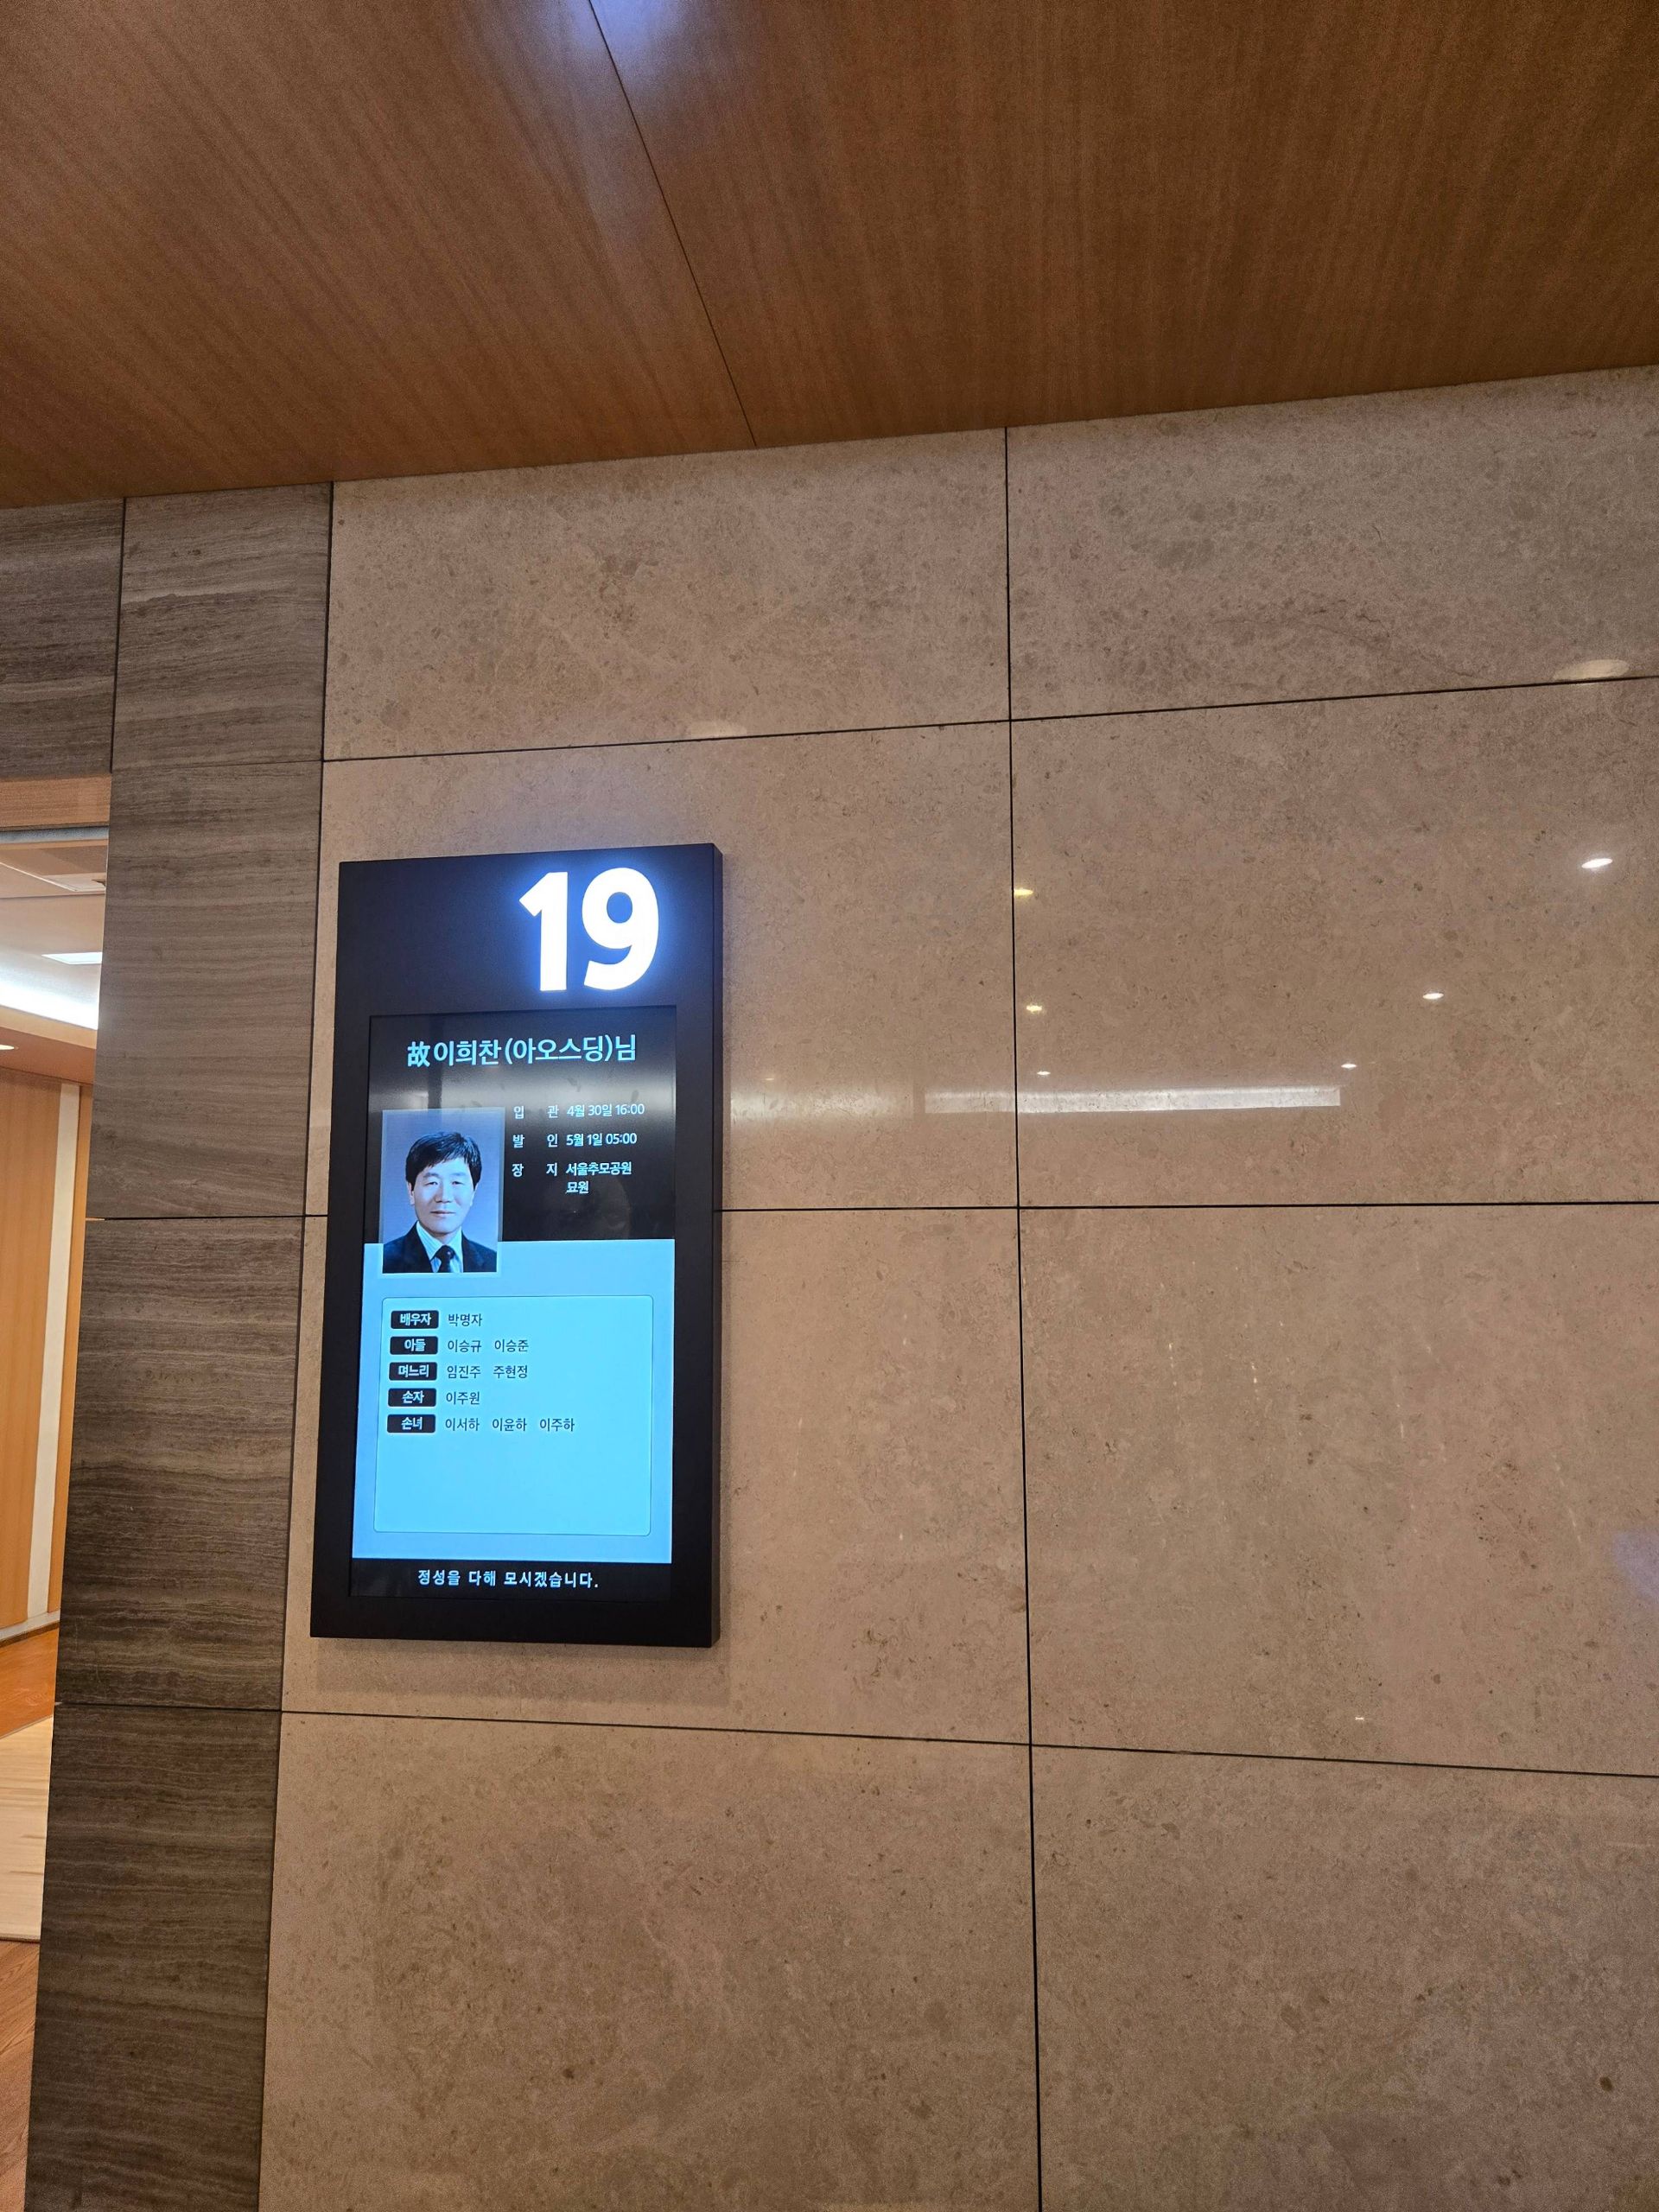 19
故 이희찬(아오스딩)님
입 관 4월 30일 16:00
발 인 5월 1일 05:00
장 지 서울추모공원
묘원
배우자 박명자
아들 이승규 이승준
며느리 임진주 주현정
손자 이주원
손녀 이서하 이윤하 이주하
정성을 다해 모시겠습니다.